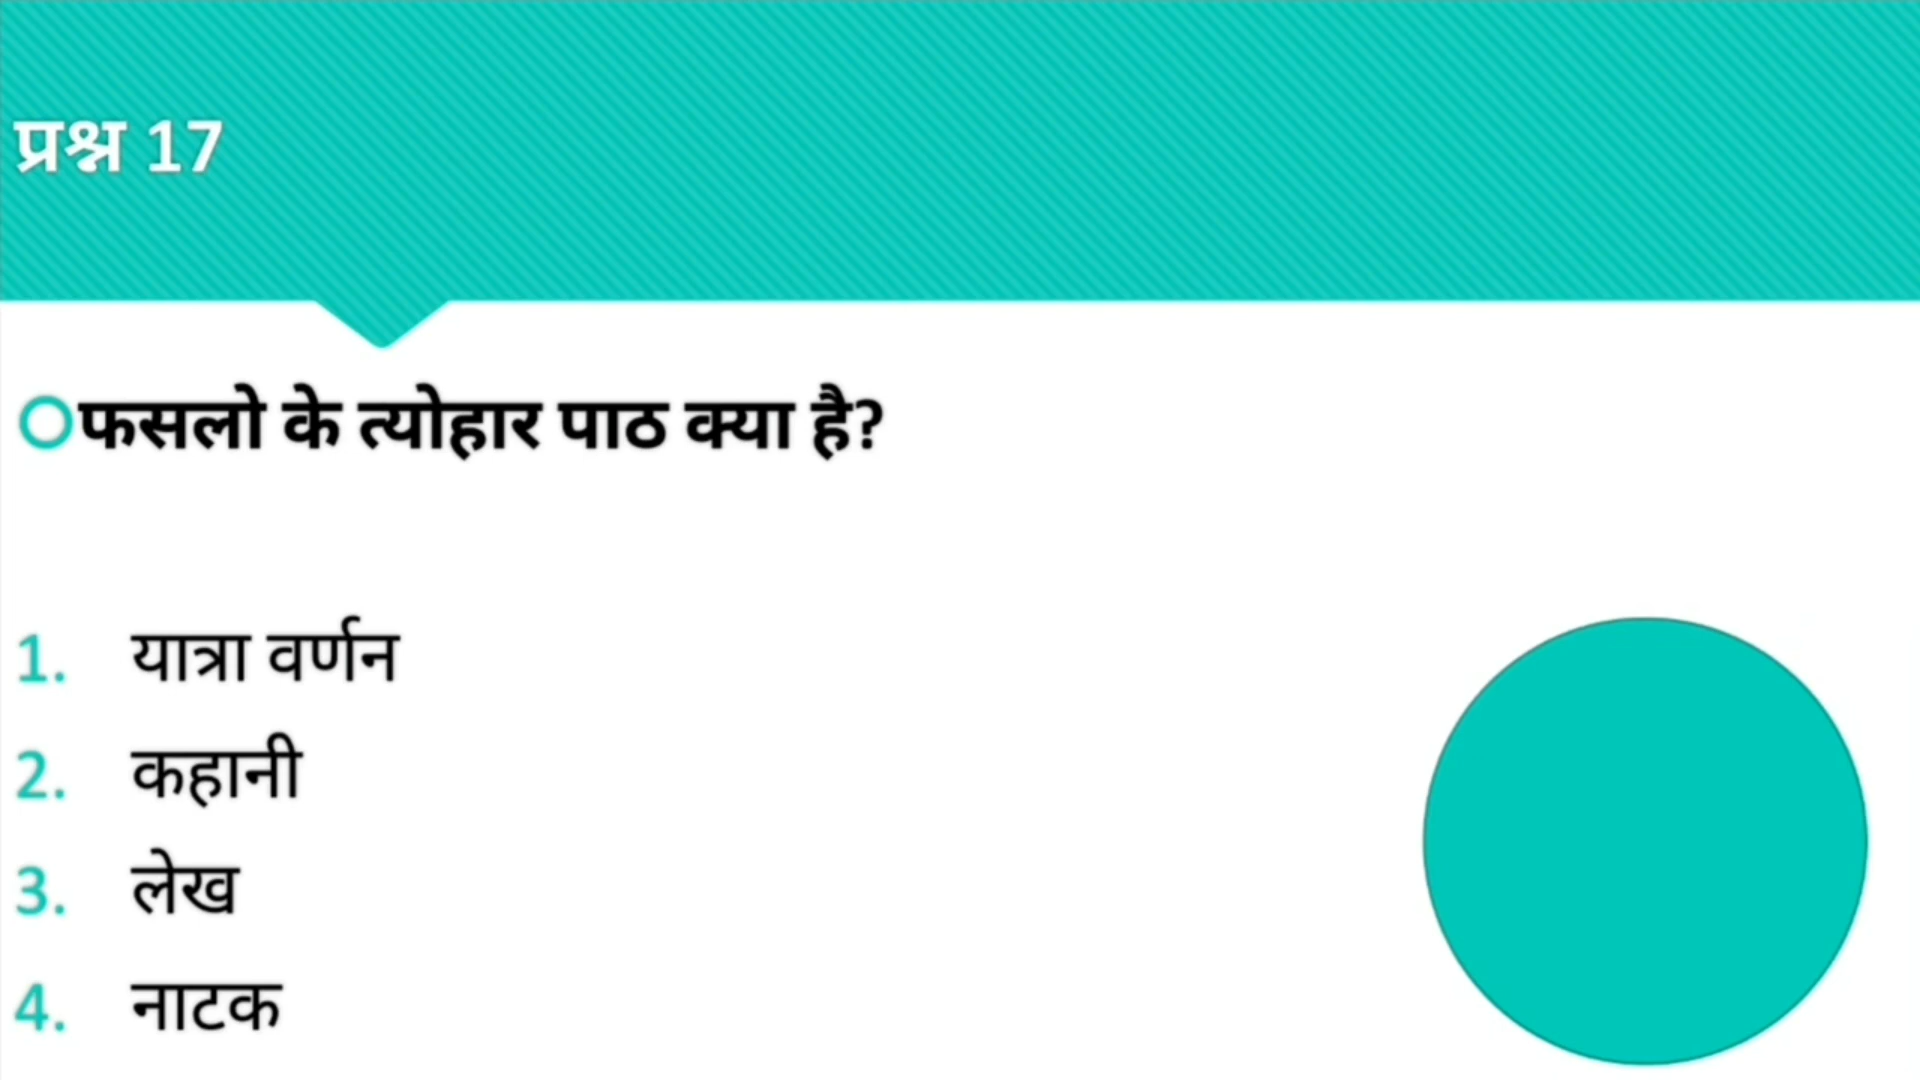 प्रश्न 17
फसलो के त्योहार पाठ क्या है?
1. यात्रा वर्णन
2. कहानी
3. लेख
4. नाटक